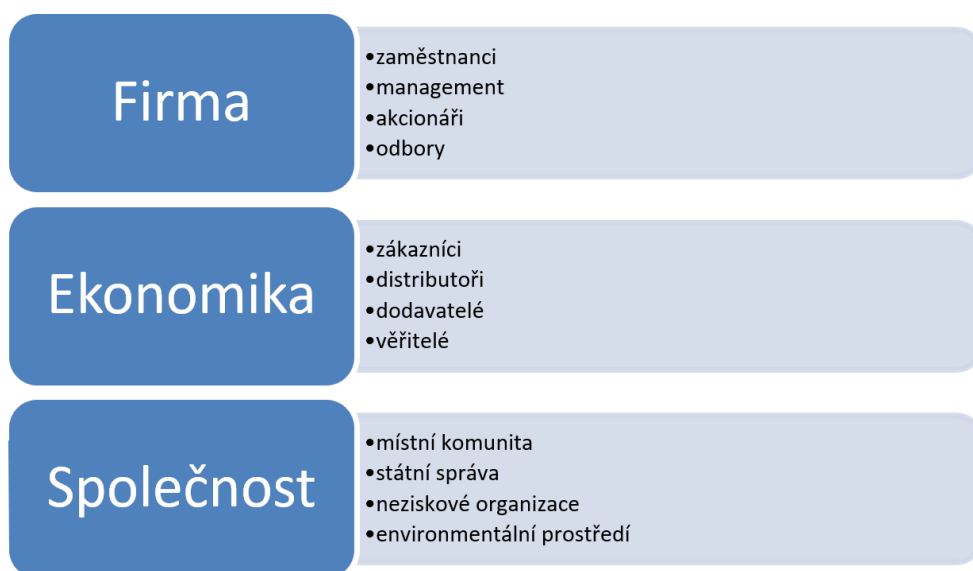 Firma
•zaměstnanci
•management
•akcionáři
•odbory
Ekonomika
•zákazníci
•distributoři
•dodavatelé
•věřitelé
Společnost
•místní komunita
•státní správa
•neziskové organizace
•environmentální prostředí